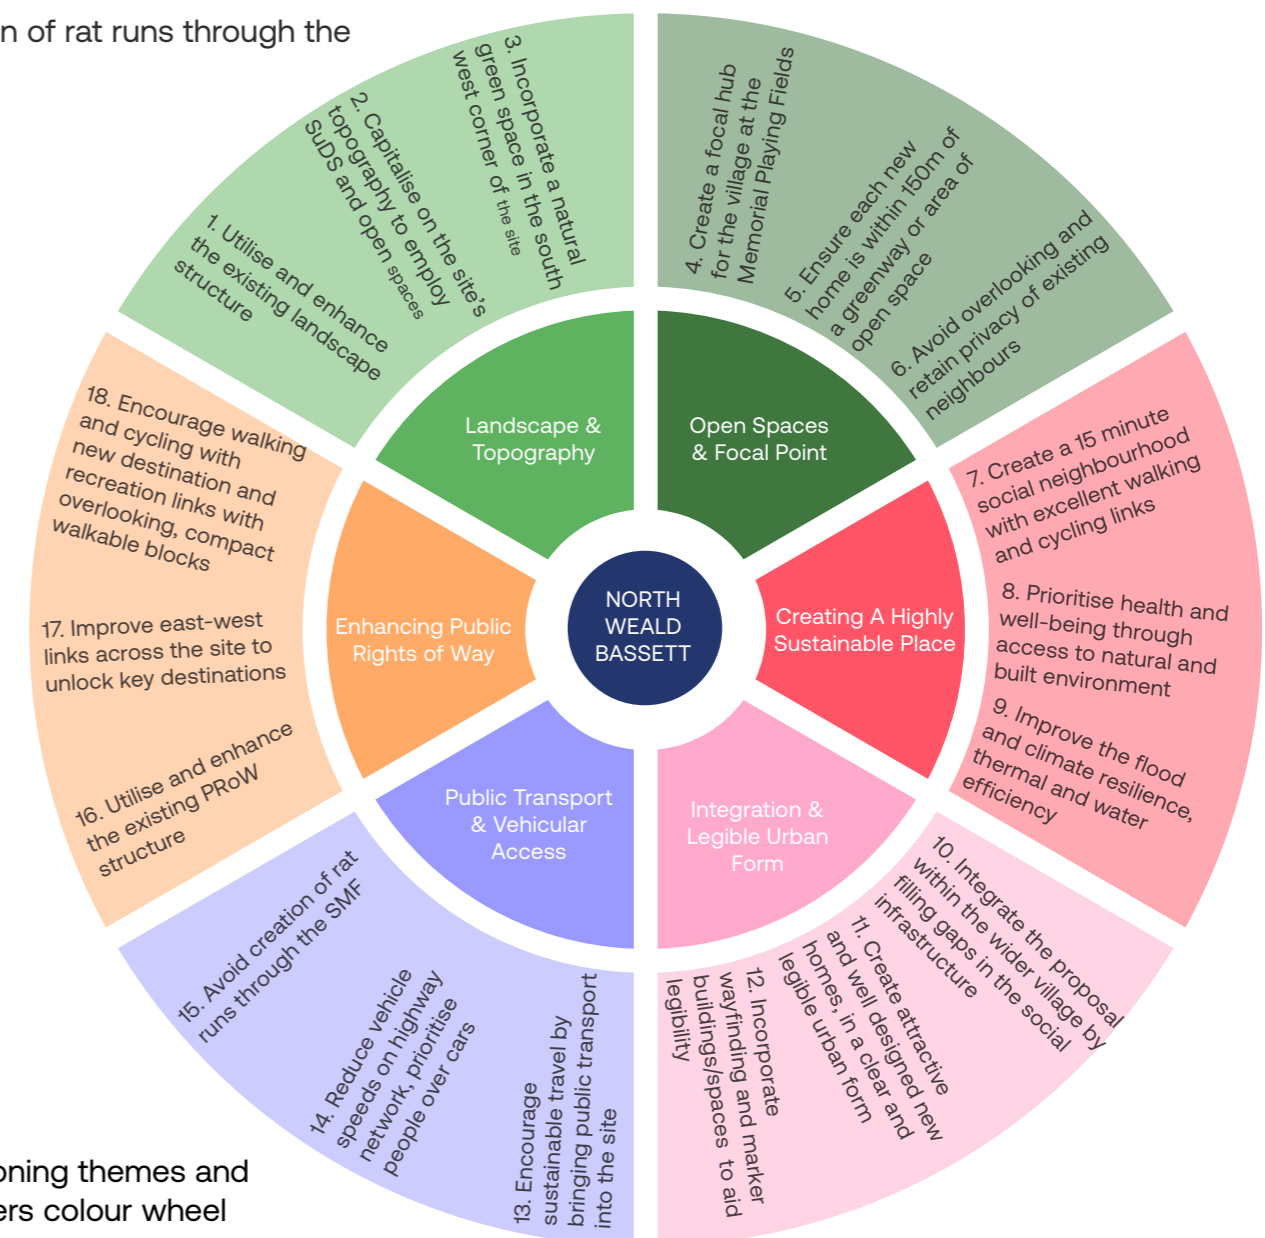 n of rat runs through the
1. Utilise and enhance
the existing landscape
structure
2. Capitalise on the site's
topography to employ
SuDS and open spaces
3. Incorporate a natural
green space in the south
west corner of the site
4. Create a focal hub
for the village at the
Memorial Playing Fields
5. Ensure each new
home is within 150m of
a greenway or area of
open space
6. Avoid overlooking and
retain privacy of existing
neighbours
7. Create a 15 minute
social neighbourhood
with excellent walking
and cycling links
8. Prioritise health and
well-being through
access to natural and
built environment
9. Improve the flood
and climate resilience,
thermal and water
efficiency
10. Integrate the proposal
within the wider village by
filling gaps in the social
infrastructure
11. Create attractive
and well designed new
homes, in a clear and
legible urban form
12. Incorporate
wayfinding and marker
buildings/spaces to aid
legibility
13. Encourage
sustainable travel by
bringing public transport
into the site
14. Reduce vehicle
speeds on highway
network, prioritise
people over cars
15. Avoid creation of rat
runs through the SMF
16. Utilise and enhance
the existing PRoW
structure
17. Improve east-west
links across the site to
unlock key destinations
18. Encourage walking
and cycling with
new destination and
recreation links with
overlooking, compact
walkable blocks
Landscape &
Topography
Open Spaces
& Focal Point
Creating A Highly
Sustainable Place
Integration &
Legible Urban
Form
Public Transport
& Vehicular
Access
Enhancing Public
Rights of Way
NORTH
WEALD
BASSETT
oning themes and
ers colour wheel